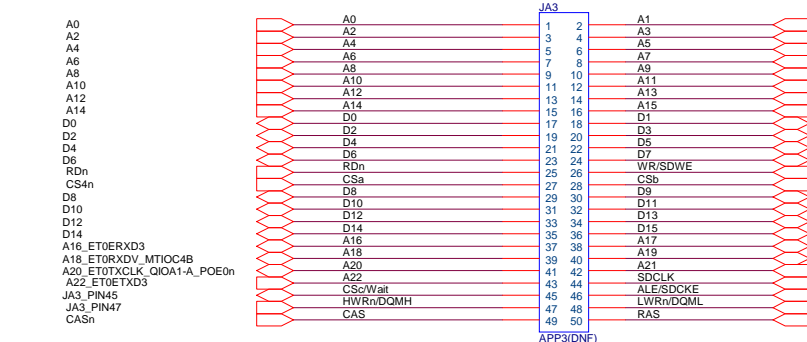 JA3
A0 A0 1 2 A1
A2 A2 3 4 A3
A4 A4 5 6 A5
A6 A6 7 8 A7
A8 A8 9 10 A9
A10 A10 11 12 A11
A12 A12 13 14 A13
A14 A14 15 16 A15
D0 D0 17 18 D1
D2 D2 19 20 D3
D4 D4 21 22 D5
D6 D6 23 24 D7
RDn RDn 25 26 WR/SDWE
CS4n CSa 27 28 CSb
D8 D8 29 30 D9
D10 D10 31 32 D11
D12 D12 33 34 D13
D14 D14 35 36 D15
A16_ET0ERXD3 A16 37 38 A17
A18_ET0RXDV_MTIOC4B A18 39 40 A19
A20_ET0TXCLK_QIOA1-A_POE0n A20 41 42 A21
A22_ET0ETXD3 A22 43 44 SDCLK
JA3_PIN45 CSc/Wait 45 46 ALE/SDCKE
JA3_PIN47 HWRn/DQMH 47 48 LWRn/DQML
CASn CAS 49 50 RAS
APP3(DNF)